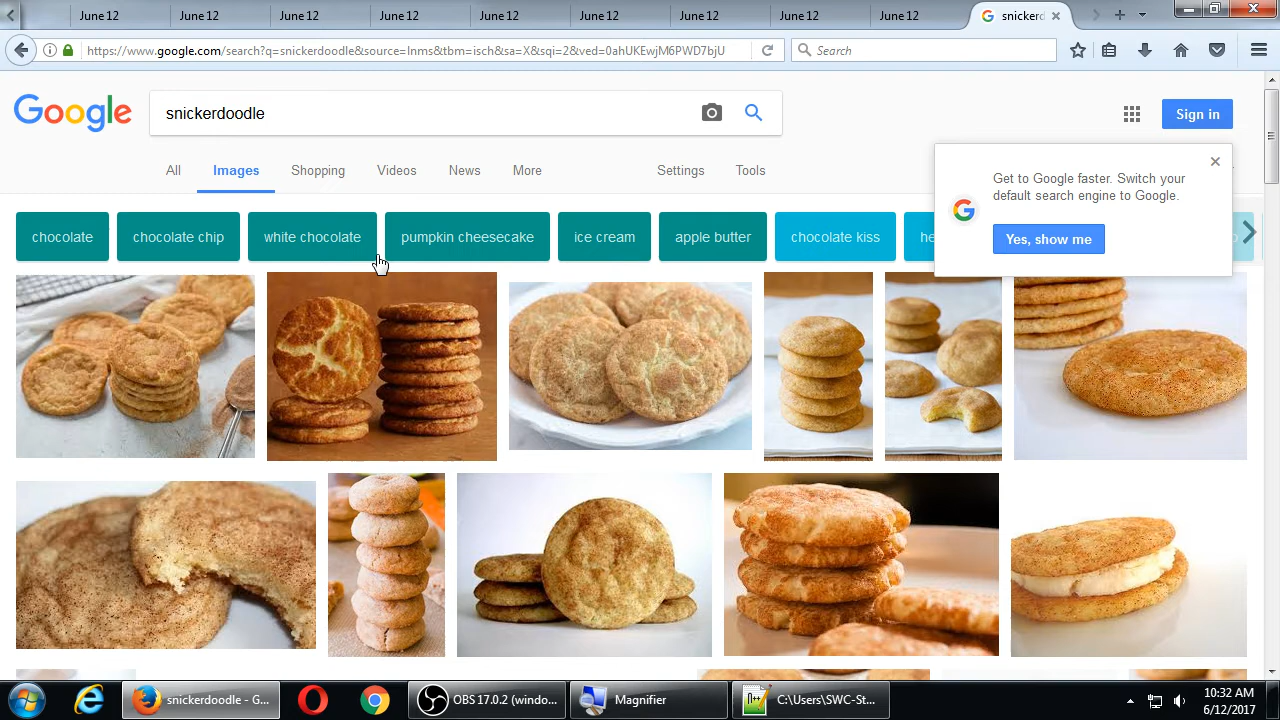 June 12
June 12
June 12
June 12
June 12
June 12
June 12
June 12
June 12
snickerd
https://www.google.com/search?q=snickerdoodle&source=lnms&tbm=isch&sa=X&sqi=2&ved=0ahUKEwjM6PWD7bjU
Search
Google
snickerdoodle
Sign in
All
Images
Shopping
Videos
News
More
Settings
Tools
Get to Google faster. Switch your
default search engine to Google.
Yes, show me
chocolate
chocolate chip
white chocolate
pumpkin cheesecake
ice cream
apple butter
chocolate kiss
he
snickerdoodle - G...
OBS 17.0.2 (windo...
Magnifier
C:\Users\SWC-St...
10:32 AM
6/12/2017